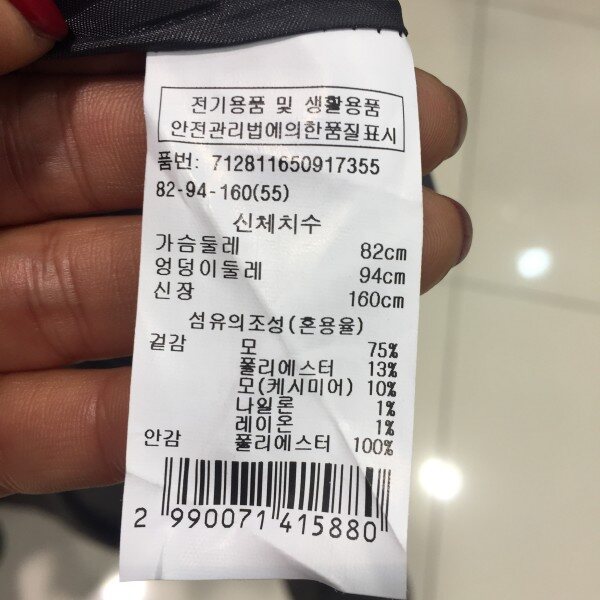 전기용품 및 생활용품
안전관리법에의한품질표시
품번: 712811650917355
82-94-160(55)
신체치수
가슴둘레 82cm
엉덩이둘레 94cm
신장 160cm
섬유의조성(혼용율)
겉감 모 75%
폴리에스터 13%
모(케시미어) 10%
나일론 1%
레이온 1%
안감 폴리에스터 100%
2 990071 415880